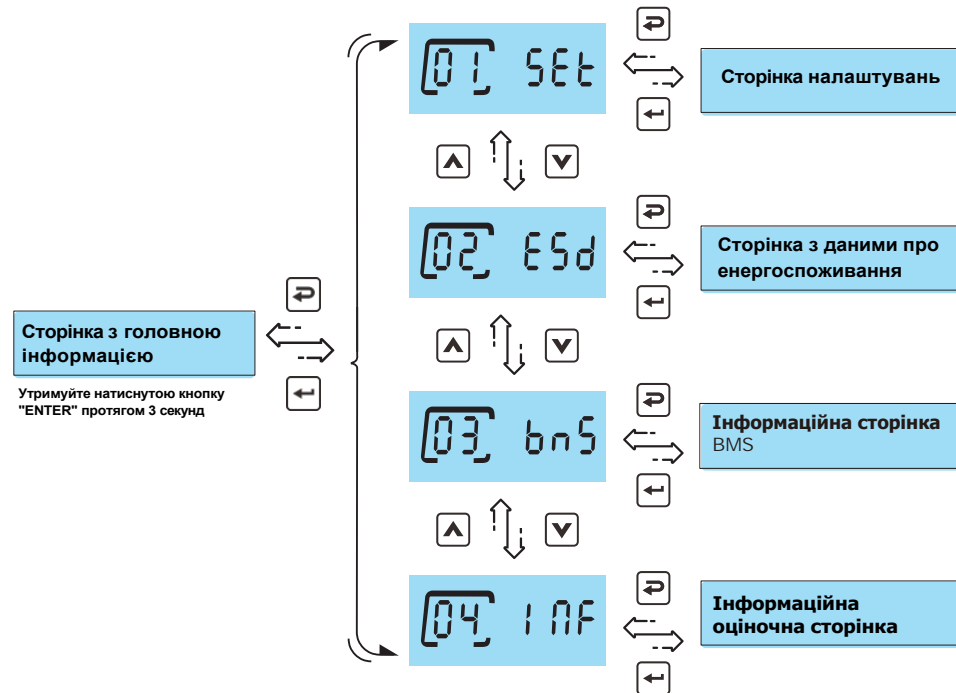 01 SEt
Сторінка налаштувань
02 ESd
Сторінка з даними про
енергоспоживання
Сторінка з головною
інформацією
Утримуйте натиснутою кнопку
"ENTER" протягом 3 секунд
03 bnS
Інформаційна сторінка
BMS
04 INF
Інформаційна
оціночна сторінка